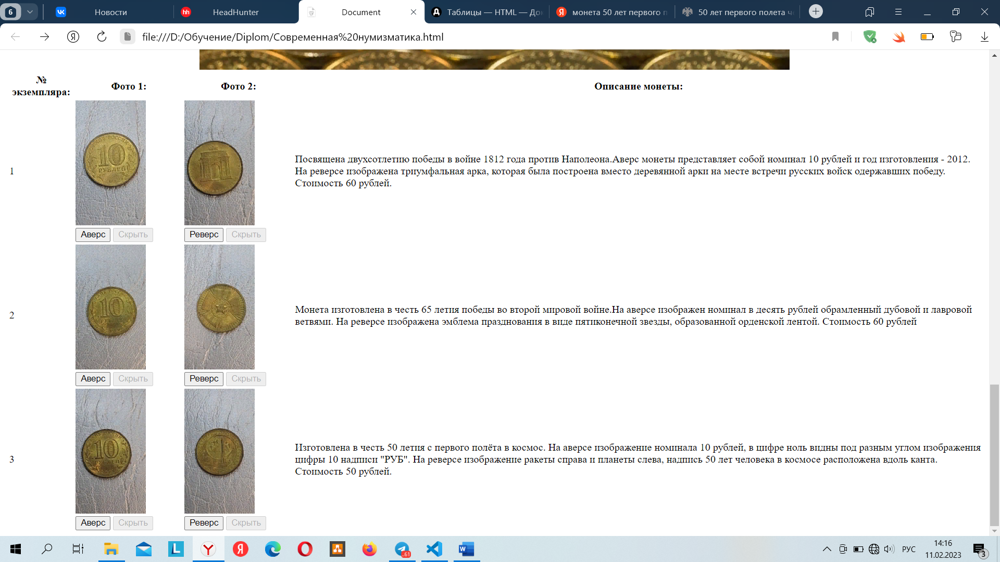 6
Новости
HeadHunter
Document
Таблицы — HTML — До
монета 50 лет первого п
50 лет первого полета ч
file:///D:/Обучение/Diplom/Современная%20нумизматика.html
№ экземпляра:
Фото 1:
Фото 2:
Описание монеты:
1
10
РУБЛЕЙ
Посвящена двухсотлетию победы в войне 1812 года против Наполеона.Аверс монеты представляет собой номинал 10 рублей и год изготовления - 2012.
На реверсе изображена триумфальная арка, которая была построена вместо деревянной арки на месте встречи русских войск одержавших победу.
Стоимость 60 рублей.
Аверс Скрыть
Реверс Скрыть
2
10
Монета изготовлена в честь 65 летия победы во второй мировой войне.На аверсе изображен номинал в десять рублей обрамленный дубовой и лавровой
ветвями. На реверсе изображена эмблема празднования в виде пятиконечной звезды, образованной орденской лентой. Стоимость 60 рублей
Аверс Скрыть
Реверс Скрыть
3
10
Изготовлена в честь 50 летия с первого полёта в космос. На аверсе изображение номинала 10 рублей, в цифре ноль видны под разным углом изображения
цифры 10 надписи "РУБ". На реверсе изображение ракеты справа и планеты слева, надпись 50 лет человека в космосе расположена вдоль канта.
Стоимость 50 рублей.
Аверс Скрыть
Реверс Скрыть
..61
РУС
14:16
11.02.2023
3